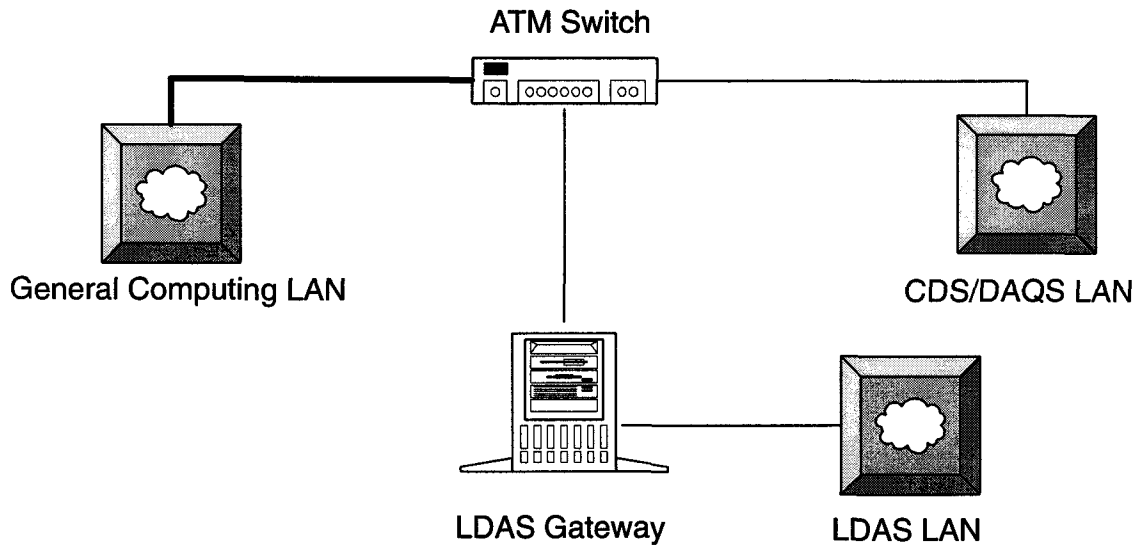 ATM Switch
General Computing LAN
CDS/DAQS LAN
LDAS Gateway
LDAS LAN